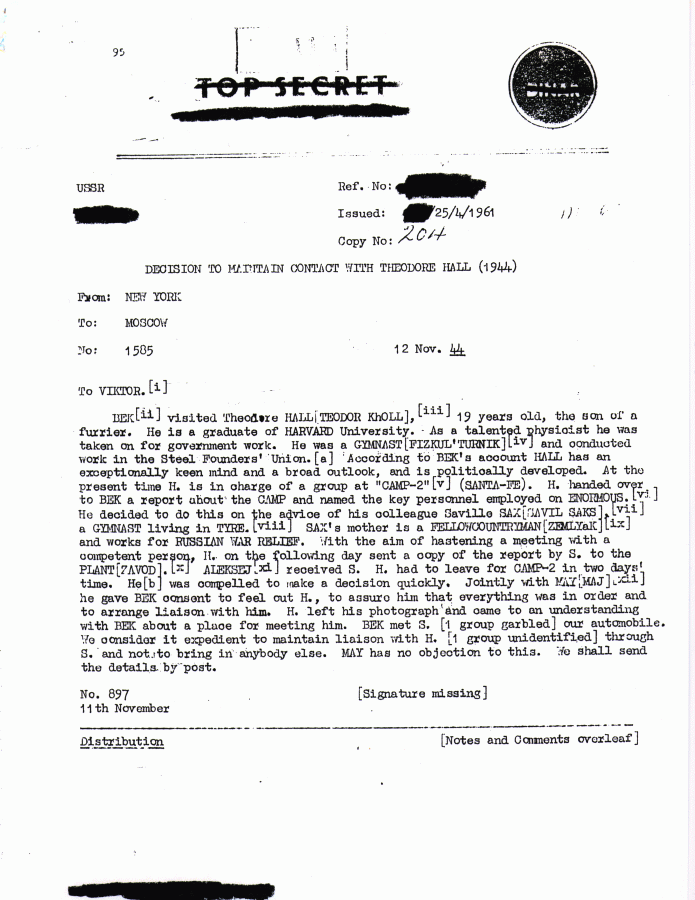 95
TOP SECRET
DINAR
USSR
Ref. No:
Issued: /25/4/1961
Copy No: 204
DECISION TO MAINTAIN CONTACT WITH THEODORE HALL (1944)
From: NEW YORK
To: MOSCOW
No: 1585
12 Nov. 44
To VIKTOR.[i]
BEK[ii] visited Theodore HALL[TEODOR KhOLL],[iii] 19 years old, the son of a
furrier. He is a graduate of HARVARD University. As a talented physicist he was
taken on for government work. He was a GYMNAST[FIZKUL'TURNIK][iv] and conducted
work in the Steel Founders' Union.[a] According to BEK's account HALL has an
exceptionally keen mind and a broad outlook, and is politically developed. At the
present time H. is in charge of a group at "CAMP-2"[v] (SANTA-FE). H. handed over
to BEK a report about the CAMP and named the key personnel employed on ENORMOUS.[vi]
He decided to do this on the advice of his colleague Saville SAX[SAVIL SAKS],[vii]
a GYMNAST living in TYRE.[viii] SAX's mother is a FELLOWCOUNTRYMAN[ZEMLYaK][ix]
and works for RUSSIAN WAR RELIEF. With the aim of hastening a meeting with a
competent person, H. on the following day sent a copy of the report by S. to the
PLANT[ZAVOD].[x] ALEKSEJ[xi] received S. H. had to leave for CAMP-2 in two days'
time. He[b] was compelled to make a decision quickly. Jointly with MAY[MAJ][xii]
he gave BEK consent to feel out H., to assure him that everything was in order and
to arrange liaison with him. H. left his photograph and came to an understanding
with BEK about a place for meeting him. BEK met S. [1 group garbled] our automobile.
We consider it expedient to maintain liaison with H. [1 group unidentified] through
S. and not to bring in anybody else. MAY has no objection to this. We shall send
the details by post.
No. 897
[Signature missing]
11th November
Distribution
[Notes and Comments overleaf]